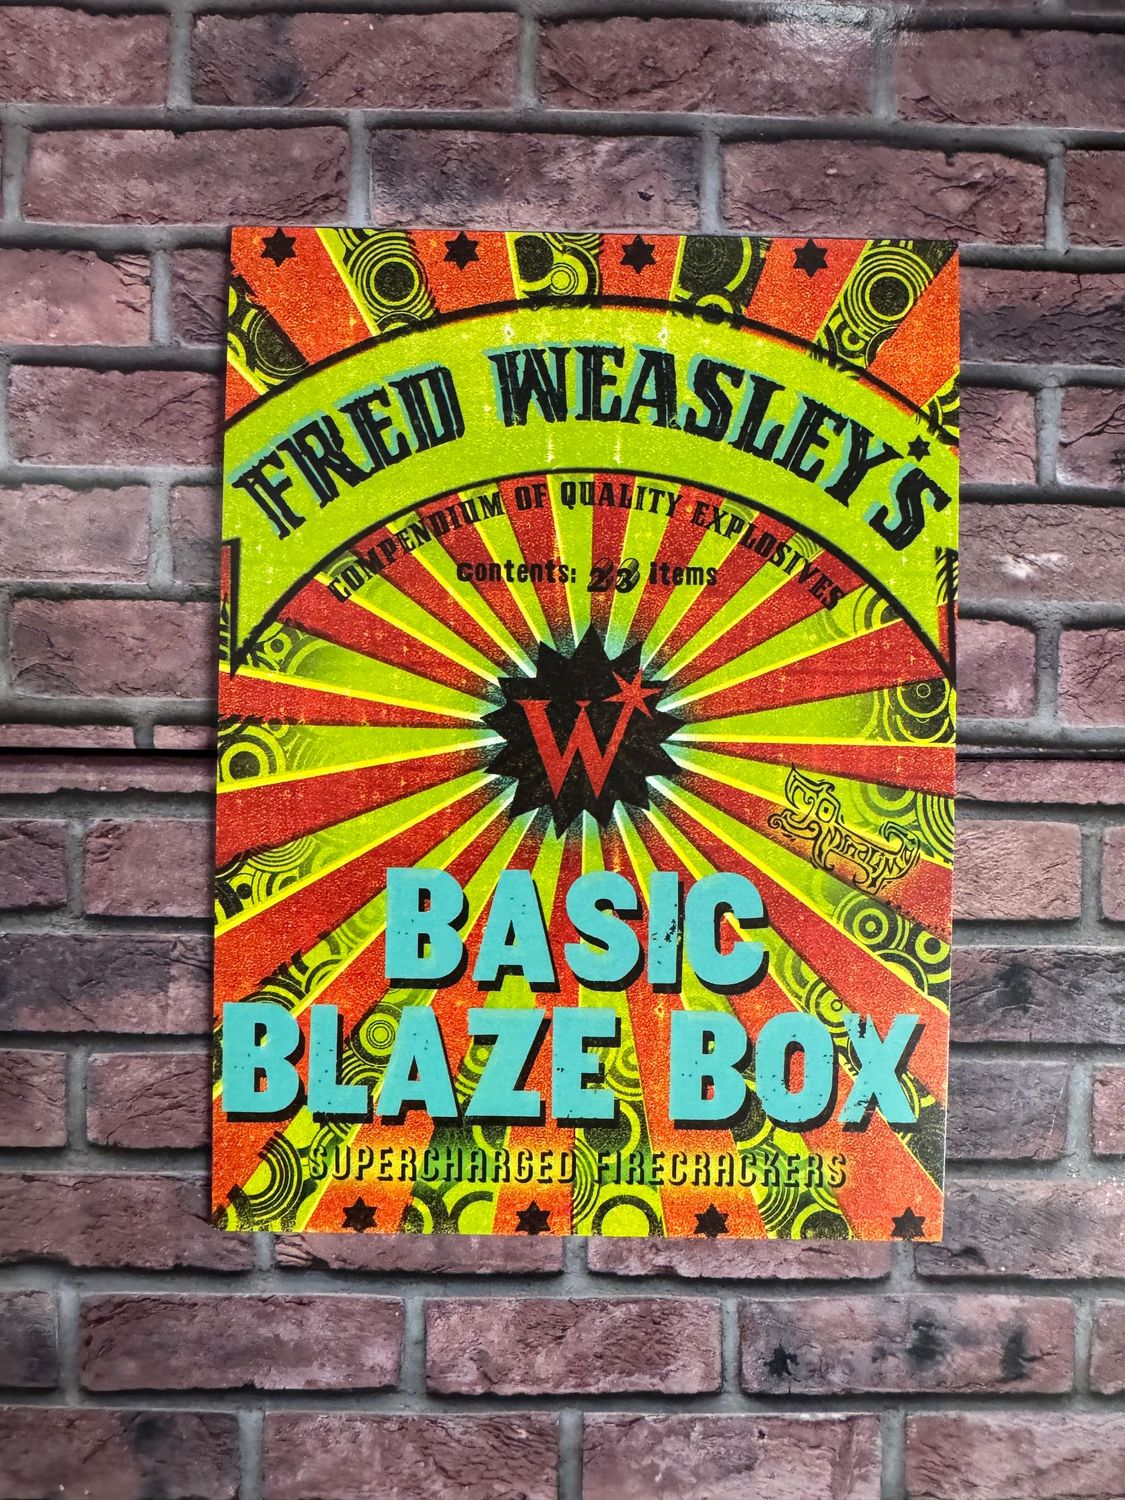 FRED WEASLEY'S
COMPENDIUM OF QUALITY EXPLOSIVES
contents: 23 items
W
BASIC
BLAZE BOX
SUPERCHARGED FIRECRACKERS